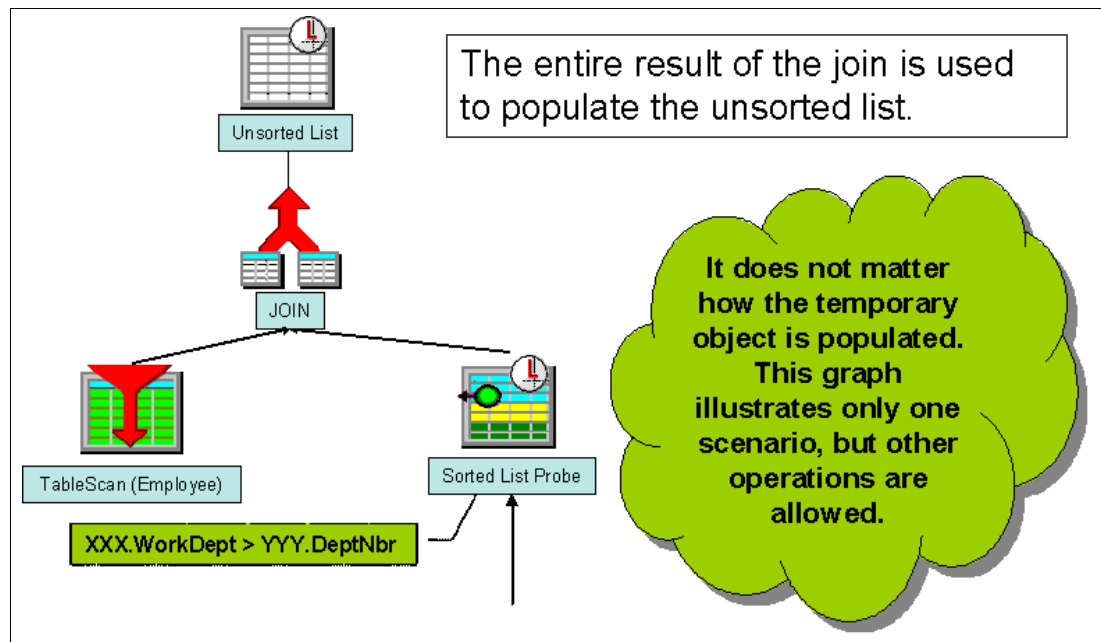 The entire result of the join is used
to populate the unsorted list.
Unsorted List
JOIN
It does not matter
how the temporary
object is populated.
This graph
illustrates only one
scenario, but other
operations are
allowed.
TableScan (Employee)
Sorted List Probe
XXX.WorkDept > YYY.DeptNbr